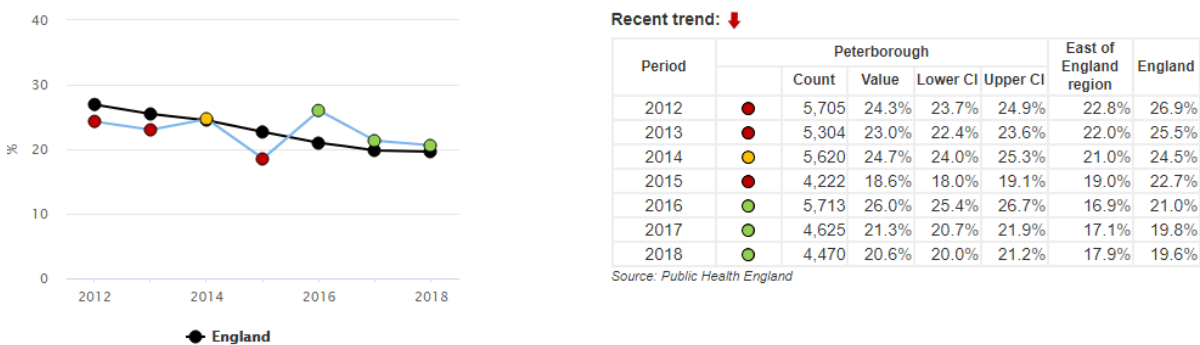 40
30
20
10
0
%
2012 2014 2016 2018
England
Recent trend:
Period Peterborough East of England region England
Count Value Lower CI Upper CI
2012 5,705 24.3% 23.7% 24.9% 22.8% 26.9%
2013 5,304 23.0% 22.4% 23.6% 22.0% 25.5%
2014 5,620 24.7% 24.0% 25.3% 21.0% 24.5%
2015 4,222 18.6% 18.0% 19.1% 19.0% 22.7%
2016 5,713 26.0% 25.4% 26.7% 16.9% 21.0%
2017 4,625 21.3% 20.7% 21.9% 17.1% 19.8%
2018 4,470 20.6% 20.0% 21.2% 17.9% 19.6%
Source: Public Health England